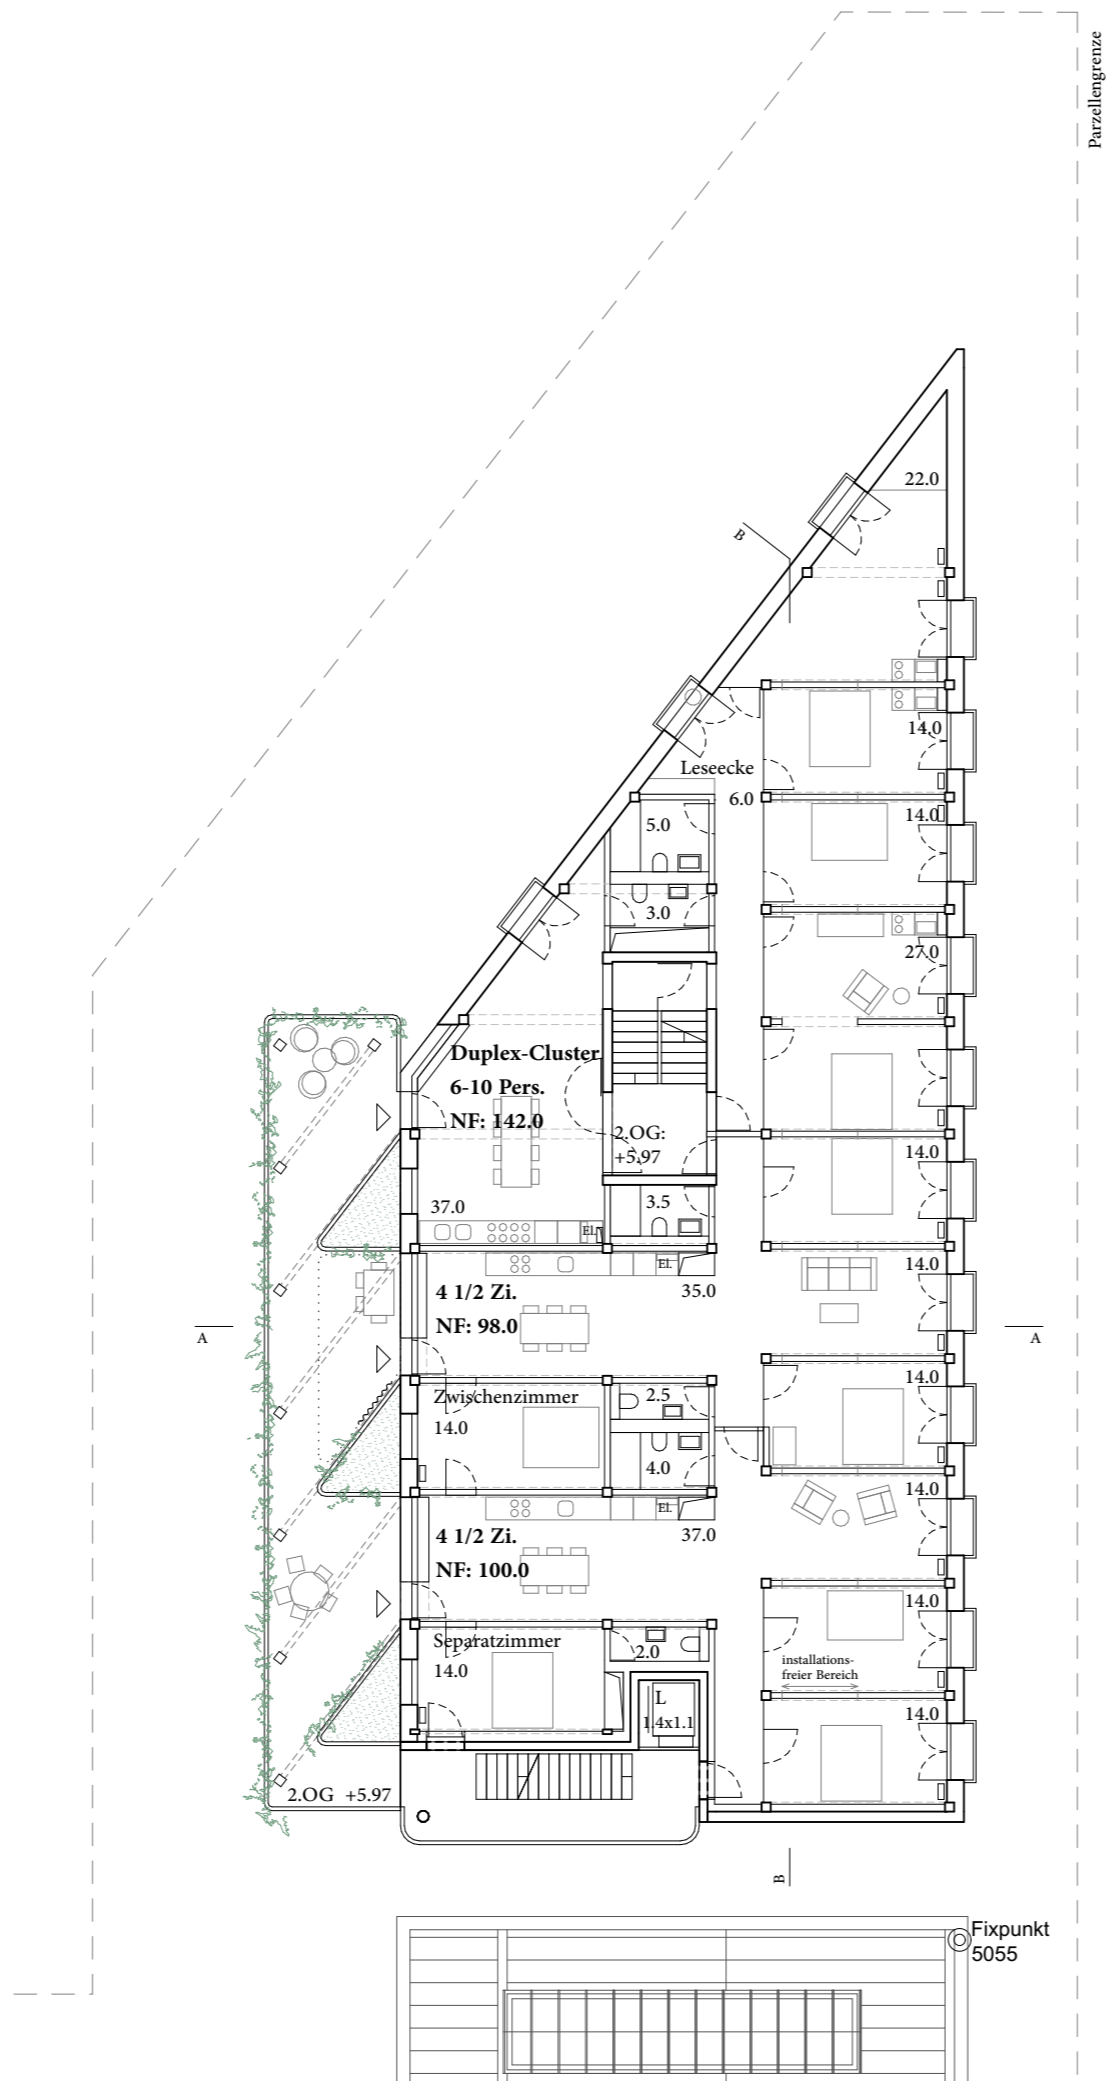 Parzellengrenze
22.0
B
14.0
Leseecke
6.0
5.0
14.0
3.0
27.0
Duplex-Cluster
6-10 Pers.
NF: 142.0
2.OG:
+5.97
14.0
3.5
37.0
El.
El.
14.0
4 1/2 Zi.
35.0
NF: 98.0
A
A
Zwischenzimmer
2.5
14.0
14.0
4.0
14.0
El.
4 1/2 Zi.
37.0
NF: 100.0
14.0
Separatzimmer
2.0
14.0
installations-
freier Bereich
L
1.4x1.1
14.0
2.OG +5.97
B
Fixpunkt
5055